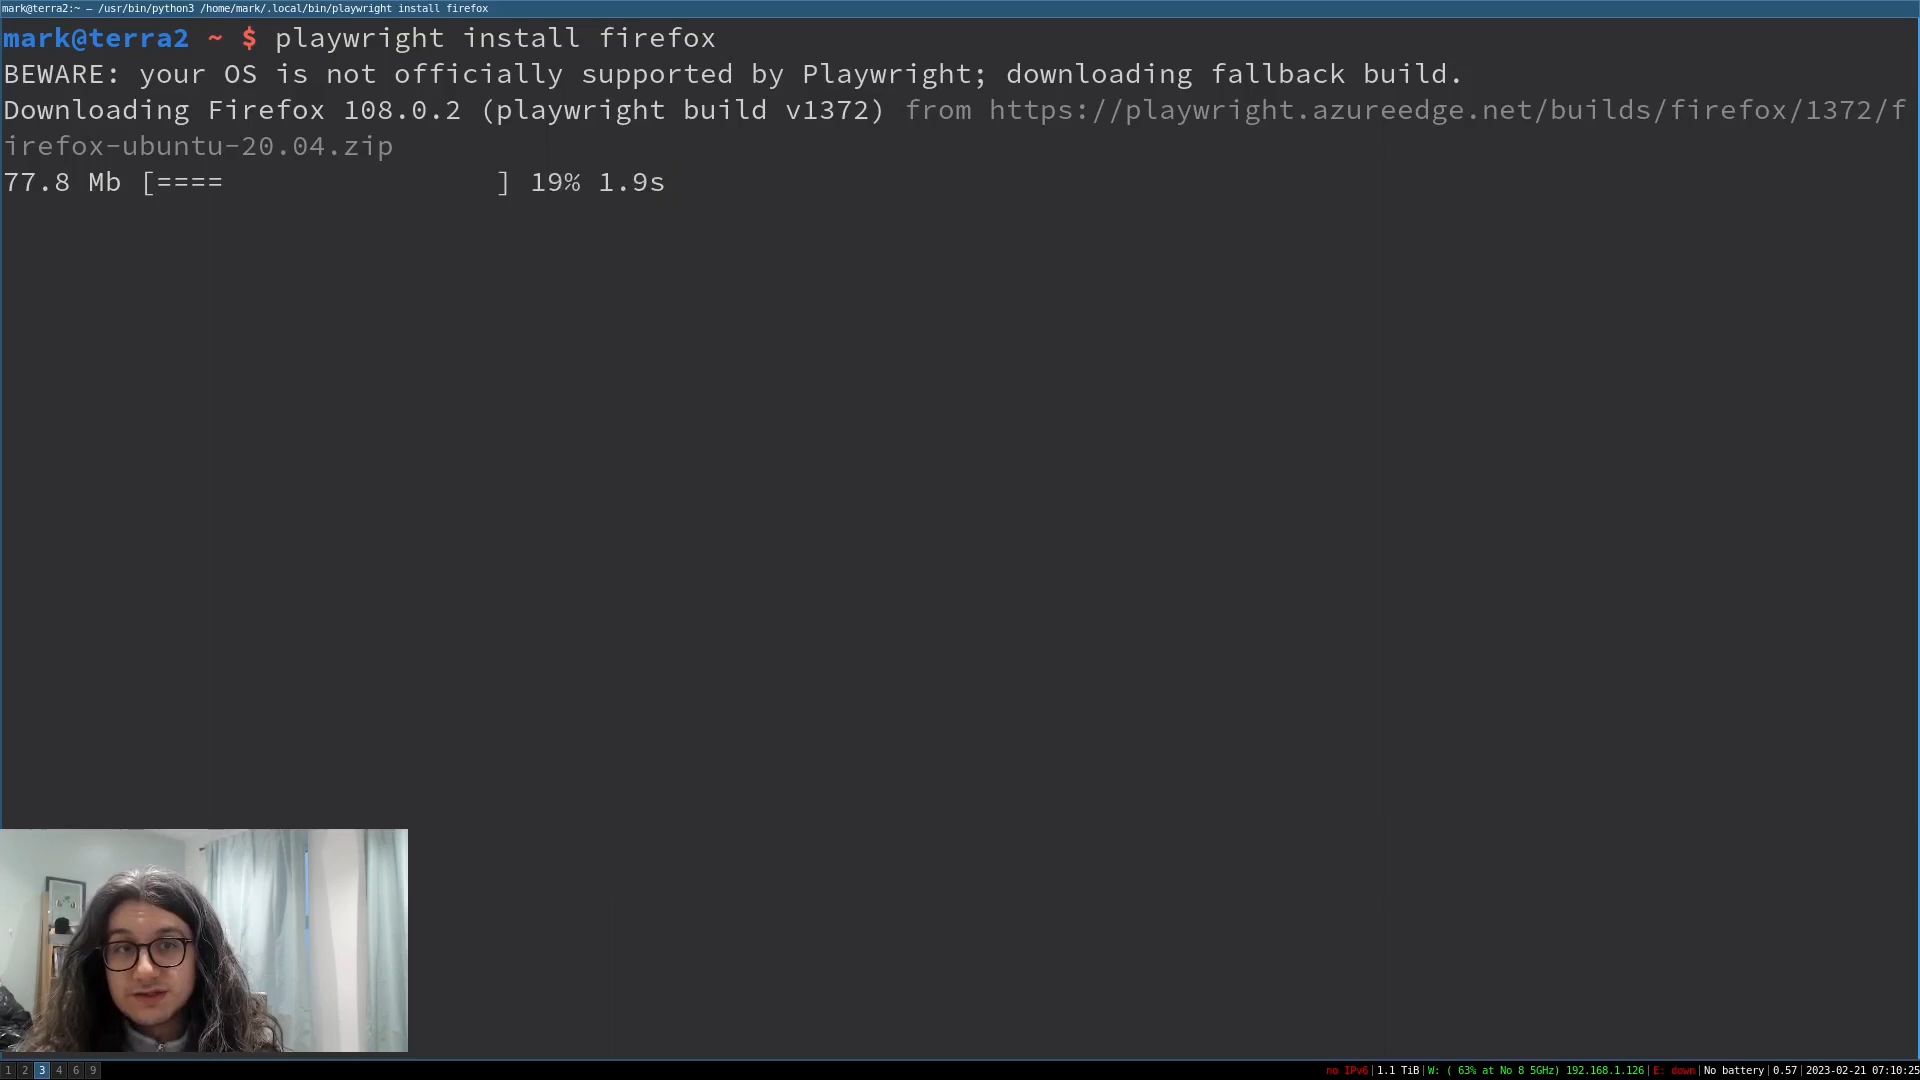 mark@terra2:~ — /usr/bin/python3 /home/mark/.local/bin/playwright install firefox
mark@terra2 ~ $ playwright install firefox
BEWARE: your OS is not officially supported by Playwright; downloading fallback build.
Downloading Firefox 108.0.2 (playwright build v1372) from https://playwright.azureedge.net/builds/firefox/1372/f
irefox-ubuntu-20.04.zip
77.8 Mb [====                ] 19% 1.9s
1 2 3 4 6 9
no IPv6|1.1 TiB|W: ( 63% at No 8 5GHz) 192.168.1.126|E: down|No battery|0.57|2023-02-21 07:10:25